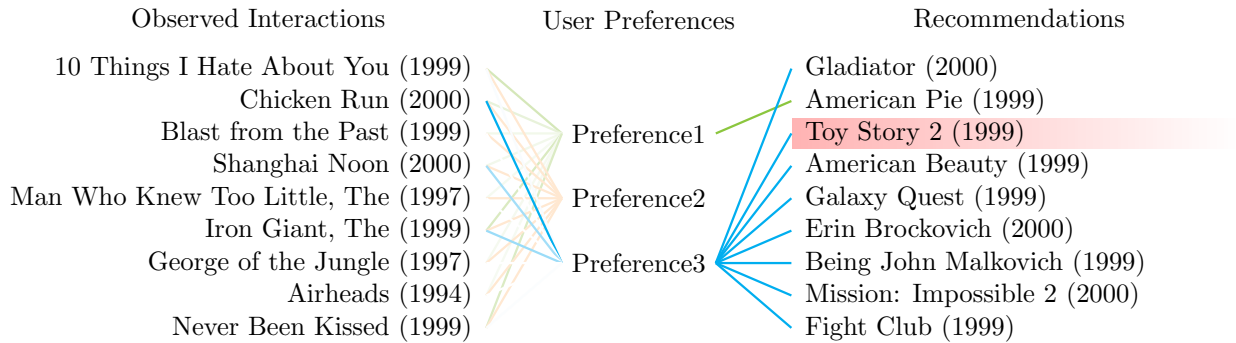 Observed Interactions
User Preferences
Recommendations
10 Things I Hate About You (1999)
Chicken Run (2000)
Blast from the Past (1999)
Shanghai Noon (2000)
Man Who Knew Too Little, The (1997)
Iron Giant, The (1999)
George of the Jungle (1997)
Airheads (1994)
Never Been Kissed (1999)
Preference1
Preference2
Preference3
Gladiator (2000)
American Pie (1999)
Toy Story 2 (1999)
American Beauty (1999)
Galaxy Quest (1999)
Erin Brockovich (2000)
Being John Malkovich (1999)
Mission: Impossible 2 (2000)
Fight Club (1999)